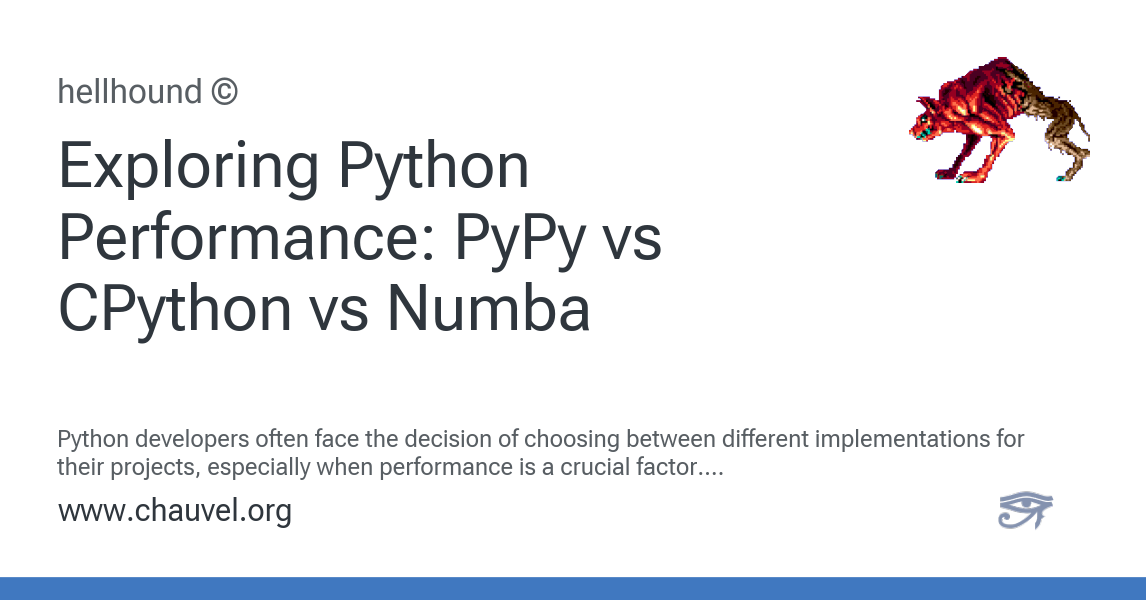 hellhound ©
Exploring Python
Performance: PyPy vs
CPython vs Numba
Python developers often face the decision of choosing between different implementations for
their projects, especially when performance is a crucial factor....
www.chauvel.org